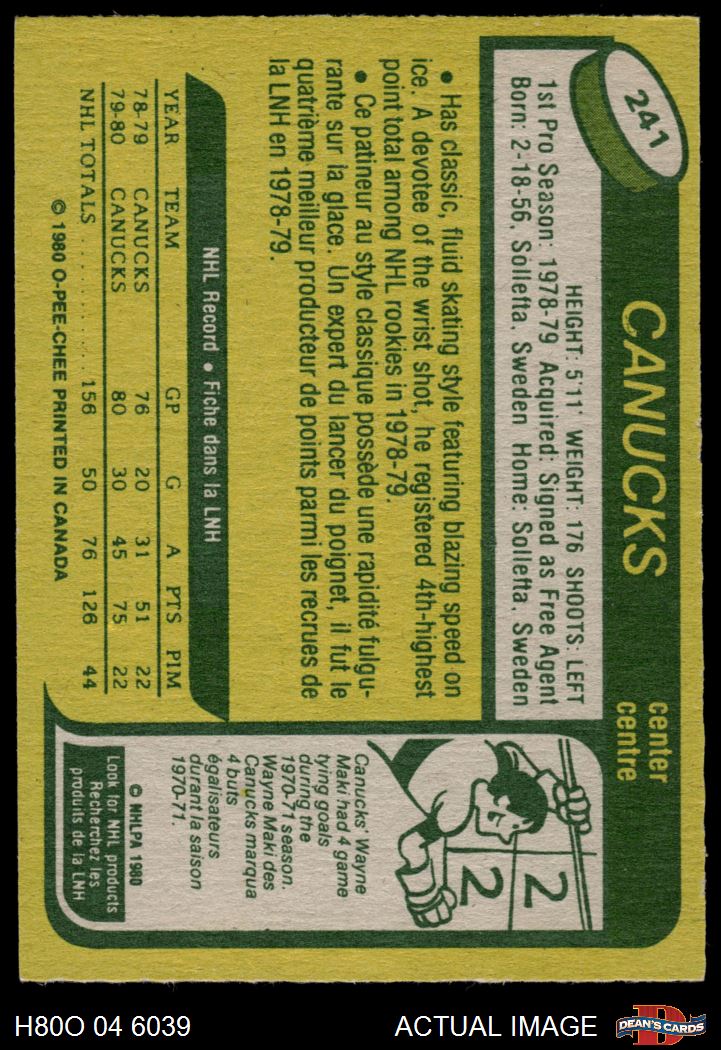 241
CANUCKS
center
centre
HEIGHT: 5'11' WEIGHT: 176 SHOOTS: LEFT
1st Pro Season: 1978-79 Acquired: Signed as Free Agent
Born: 2-18-56, Sollefta, Sweden Home: Sollefta, Sweden
• Has classic, fluid skating style featuring blazing speed on
ice. A devotee of the wrist shot, he registered 4th-highest
point total among NHL rookies in 1978-79.
• Ce patineur au style classique possède une rapidité fulgu-
rante sur la glace. Un expert du lancer du poignet, il fut le
quatrième meilleur producteur de points parmi les recrues de
la LNH en 1978-79.
NHL Record • Fiche dans la LNH
YEAR TEAM GP G A PTS PIM
78-79 CANUCKS 76 20 31 51 22
79-80 CANUCKS 80 30 45 75 22
NHL TOTALS . . . . . . . . . . 156 50 76 126 44
© 1980 O-PEE-CHEE PRINTED IN CANADA
2 2
Canucks' Wayne
Maki had 4 game
tying goals
during the
1970-71 season.
Wayne Maki des
Canucks marqua
4 buts
égalisateurs
durant la saison
1970-71.
© NHLPA 1980
Look for NHL products
Recherchez les
produits de la LNH
H80O 04 6039
ACTUAL IMAGE
D
DEAN'S CARDS